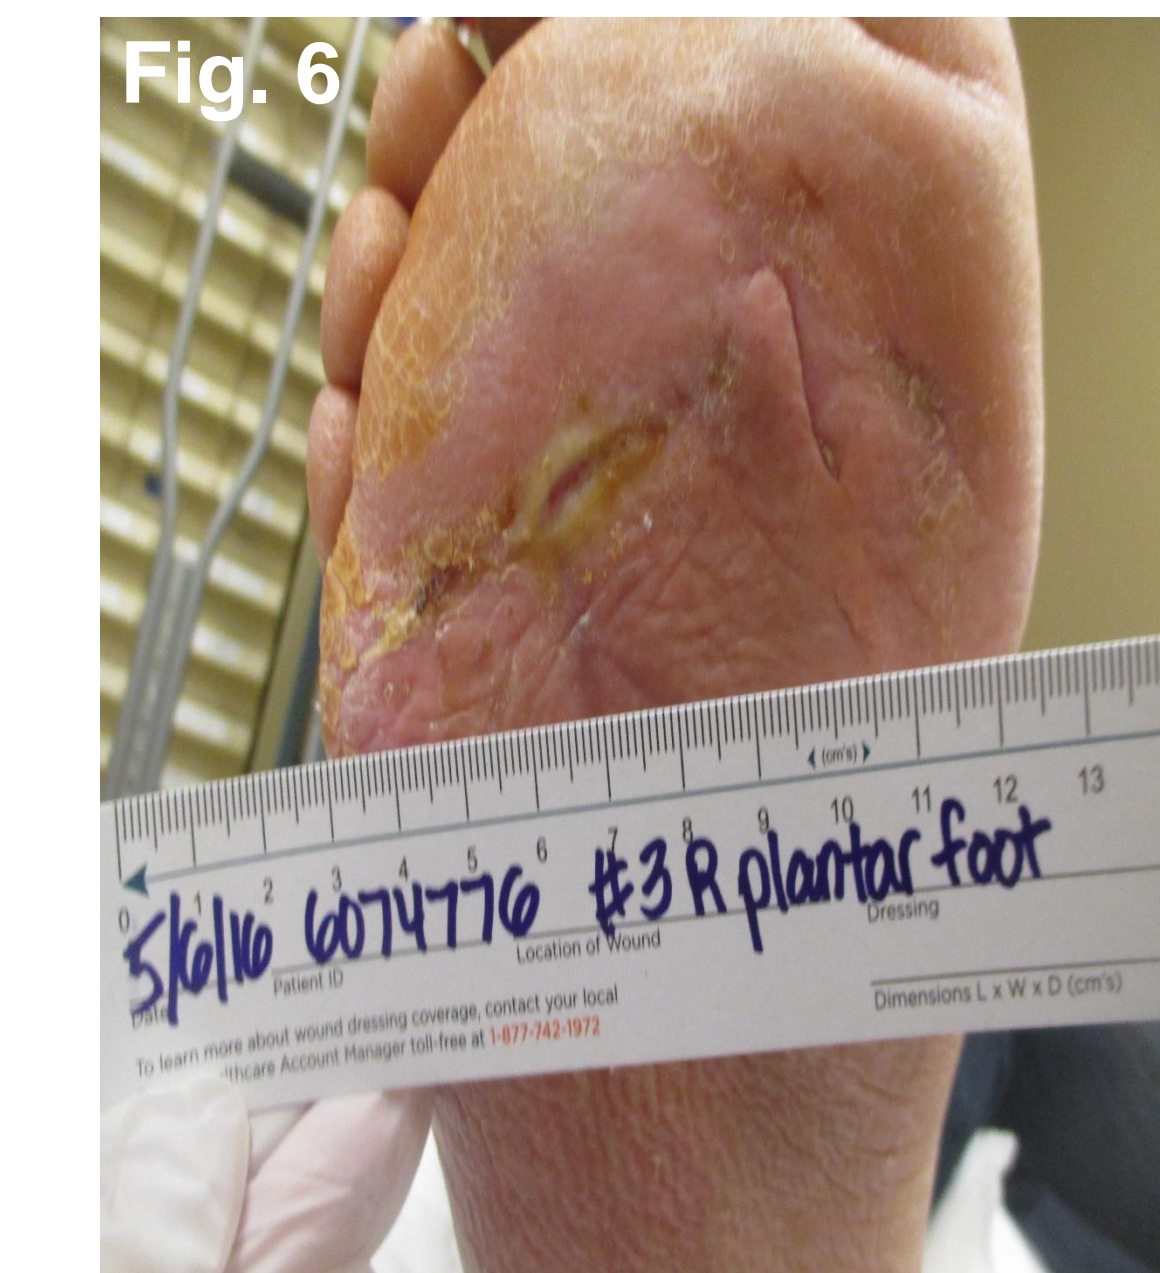 Fig. 6
(cm's)
0 1 2 3 4 5 6 7 8 9 10 11 12 13
5/6/16 6074776 #3 R plantar foot
Date Patient ID Location of Wound Dressing
Dimensions L x W x D (cm's)
To learn more about wound dressing coverage, contact your local
Account Manager toll-free at 1-877-742-1972